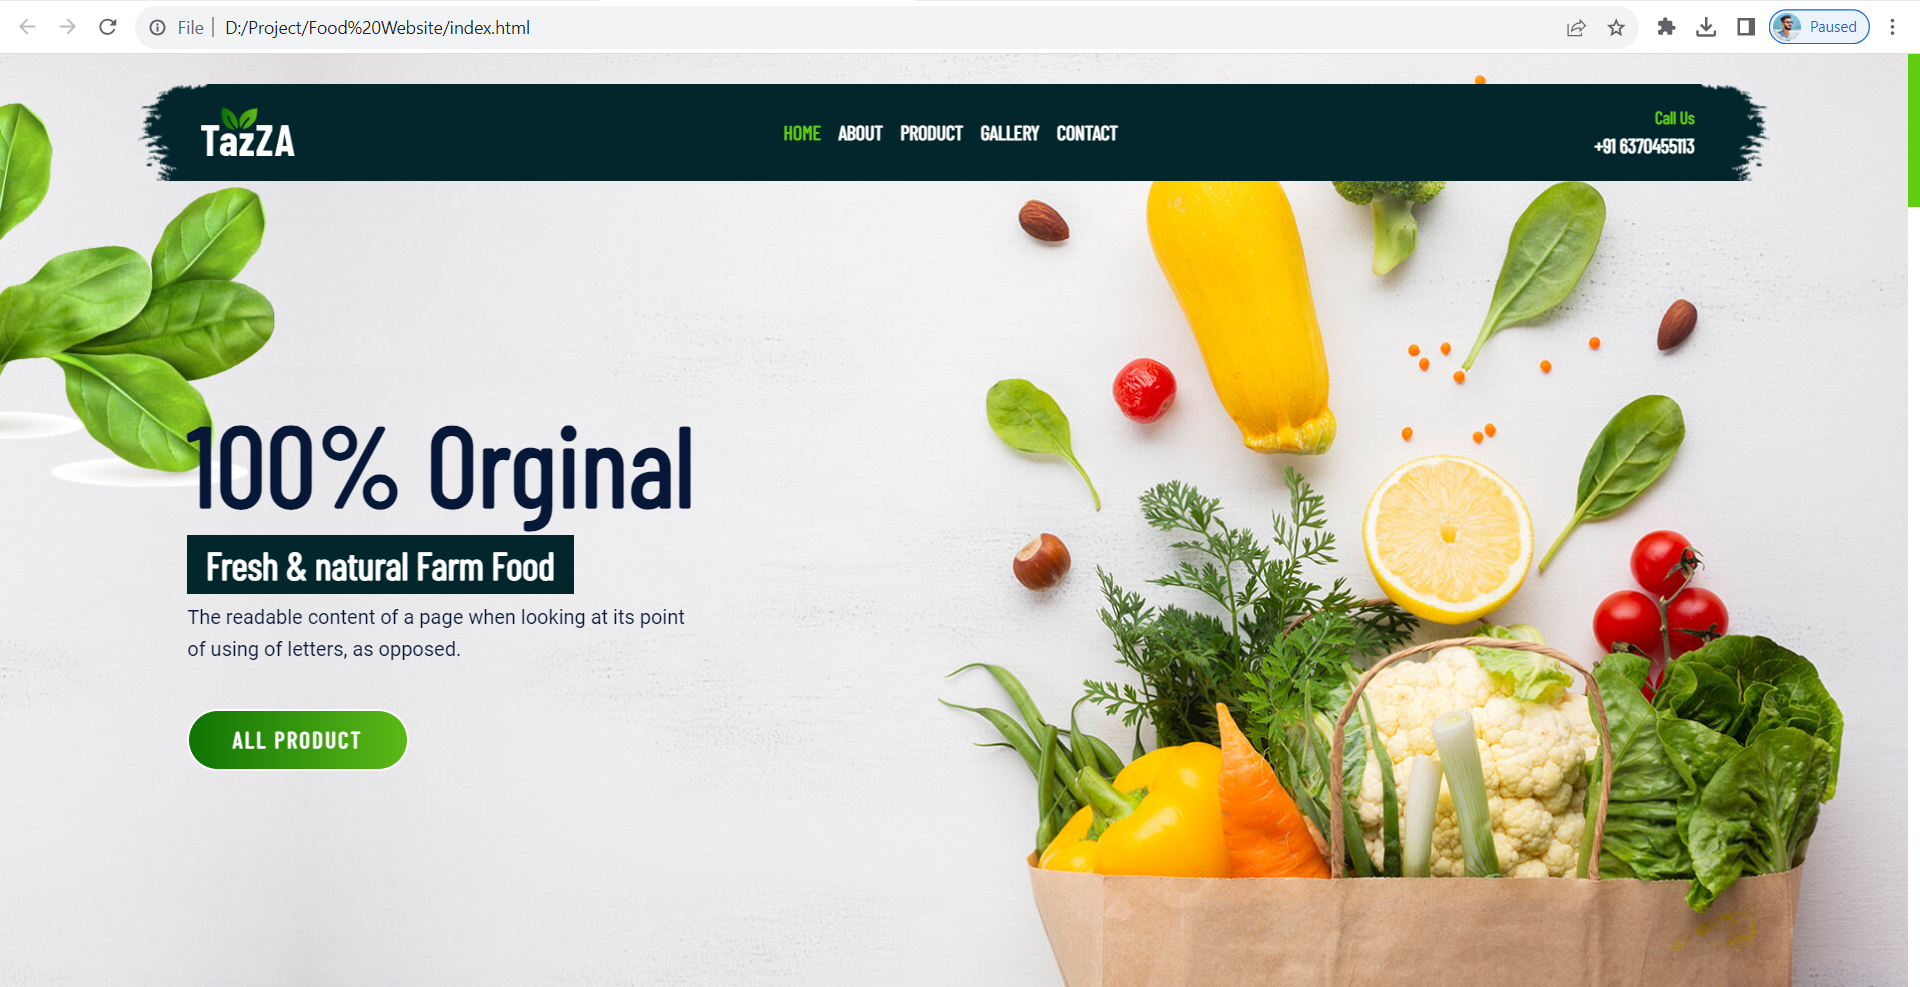 File D:/Project/Food%20Website/index.html
Paused
TazZA
HOME ABOUT PRODUCT GALLERY CONTACT
Call Us
+91 6370455113
100% Orginal
Fresh & natural Farm Food
The readable content of a page when looking at its point
of using of letters, as opposed.
ALL PRODUCT